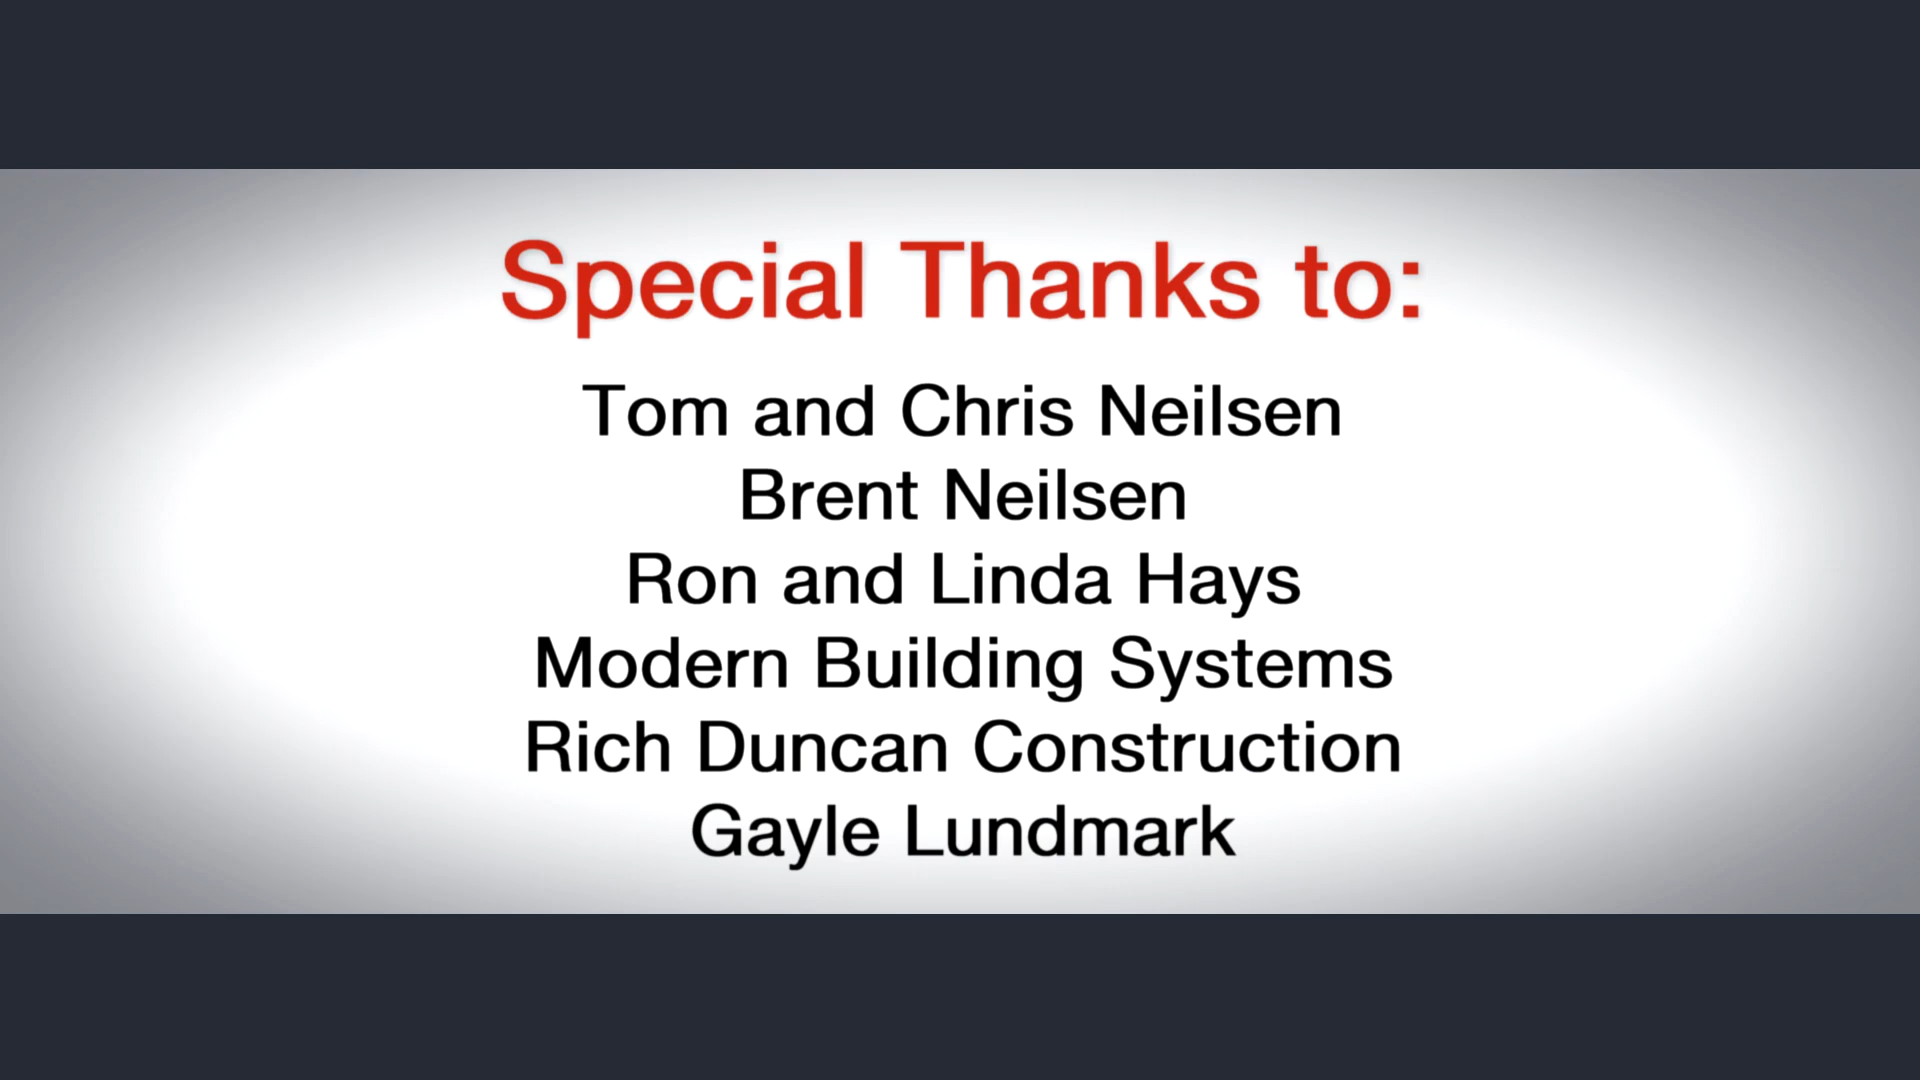 Special Thanks to:
Tom and Chris Neilsen
Brent Neilsen
Ron and Linda Hays
Modern Building Systems
Rich Duncan Construction
Gayle Lundmark